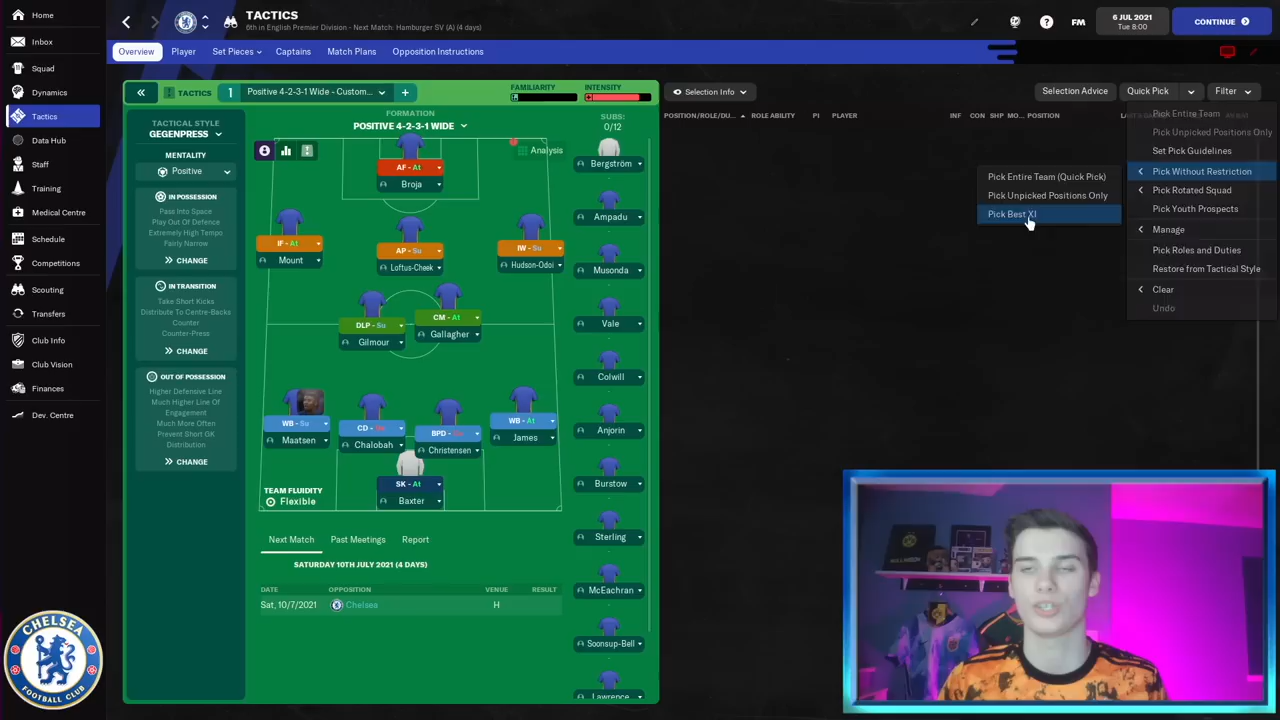 Home
Inbox
Squad
Dynamics
Tactics
Data Hub
Staff
Training
Medical Centre
Schedule
Competitions
Scouting
Transfers
Club Info
Club Vision
Finances
Dev. Centre
CHELSEA
FOOTBALL CLUB
TACTICS
6th in English Premier Division - Next Match: Hamburger SV (A) (4 days)
FM
6 JUL 2021
Tue 8:00
CONTINUE
Overview
Player
Set Pieces
Captains
Match Plans
Opposition Instructions
TACTICS
1 Positive 4-2-3-1 Wide - Custom...
FAMILIARITY
INTENSITY
TACTICAL STYLE
GEGENPRESS
MENTALITY
Positive
IN POSSESSION
Pass Into Space
Play Out Of Defence
Extremely High Tempo
Fairly Narrow
CHANGE
IN TRANSITION
Take Short Kicks
Distribute To Centre-Backs
Counter
Counter-Press
CHANGE
OUT OF POSSESSION
Higher Defensive Line
Much Higher Line Of
Engagement
Much More Often
Prevent Short GK
Distribution
CHANGE
FORMATION
POSITIVE 4-2-3-1 WIDE
Analysis
AF - At
Broja
IF - At
Mount
AP - Su
Loftus-Cheek
IW - Su
Hudson-Odoi
DLP - Su
Gilmour
CM - At
Gallagher
WB - Su
Maatsen
CD -
Chalobah
BPD -
Christensen
WB - At
James
SK - At
Baxter
TEAM FLUIDITY
Flexible
SUBS:
0/12
Bergström
Ampadu
Musonda
Vale
Colwill
Anjorin
Burstow
Sterling
McEachran
Soonsup-Bell
Lawrence
Next Match
Past Meetings
Report
SATURDAY 10TH JULY 2021 (4 DAYS)
DATE
OPPOSITION
VENUE
RESULT
Sat, 10/7/2021
Chelsea
H
Selection Info
Selection Advice
Quick Pick
Filter
POSITION/ROLE/DU...
ROLE ABILITY
PI
PLAYER
INF
CON
SHP
MO...
POSITION
Pick Entire Team
Pick Unpicked Positions Only
Set Pick Guidelines
Pick Without Restriction
Pick Rotated Squad
Pick Youth Prospects
Manage
Pick Roles and Duties
Restore from Tactical Style
Clear
Undo
Pick Entire Team (Quick Pick)
Pick Unpicked Positions Only
Pick Best XI